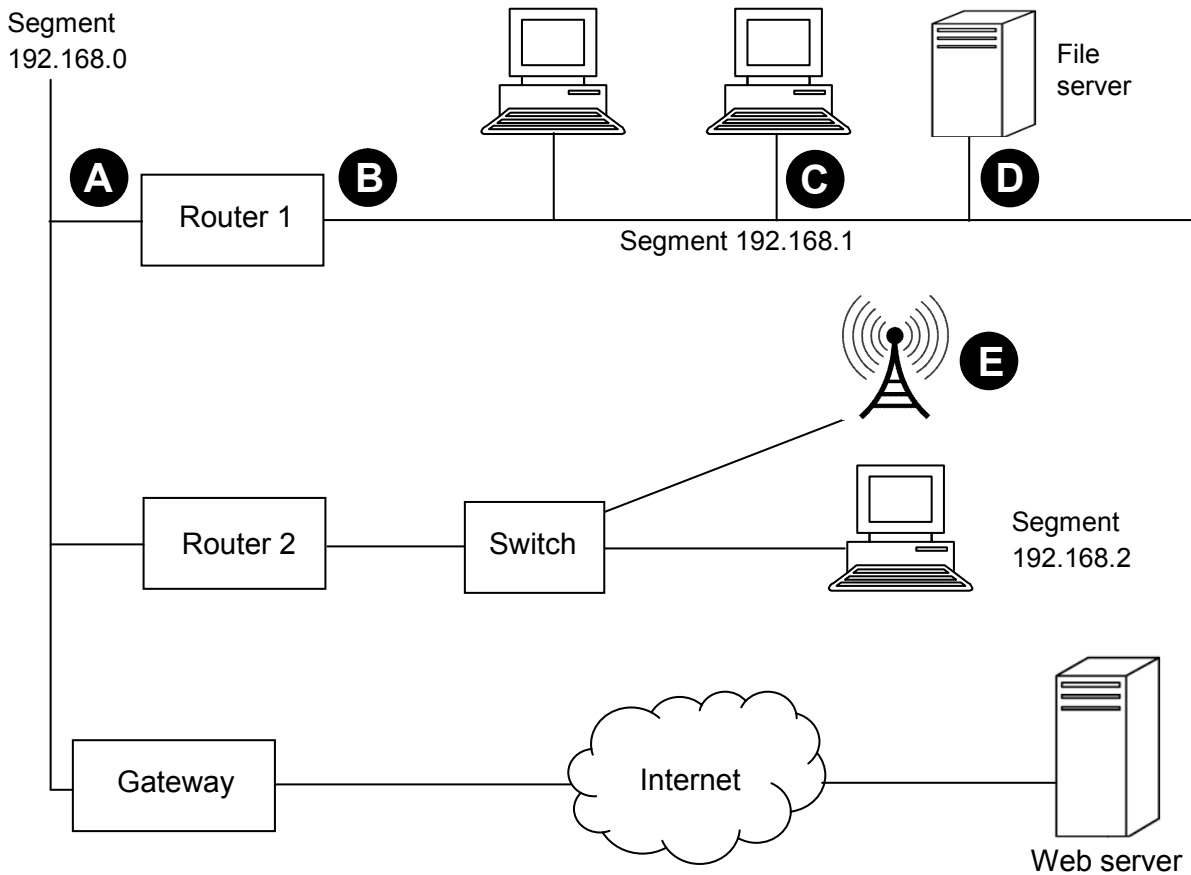 Segment
192.168.0
File
server
A
B
C
D
Router 1
Segment 192.168.1
E
Router 2
Switch
Segment
192.168.2
Gateway
Internet
Web server